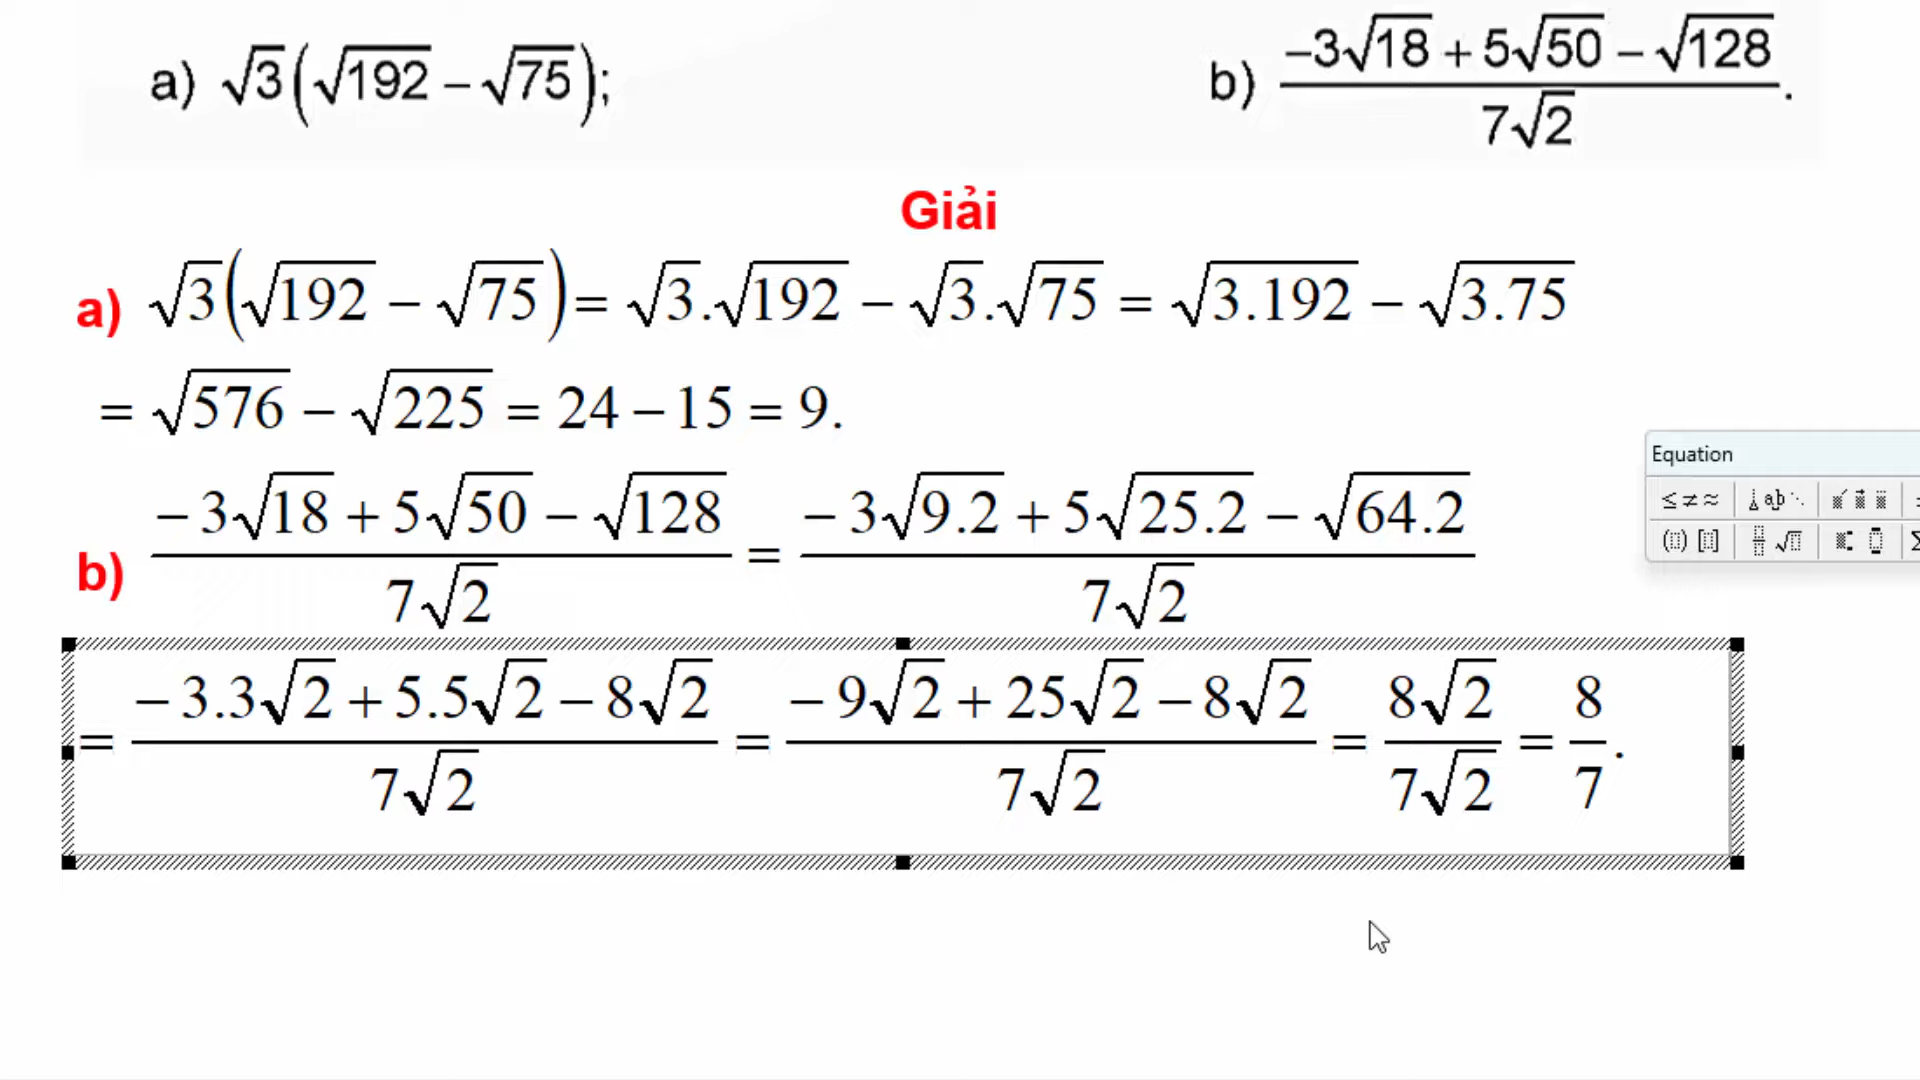 a) √3(√192 − √75);
b) (−3√18 + 5√50 − √128)/(7√2).
Giải
a) √3(√192 − √75) = √3.√192 − √3.√75 = √3.192 − √3.75
= √576 − √225 = 24 − 15 = 9.
b) (−3√18 + 5√50 − √128)/(7√2) = (−3√9.2 + 5√25.2 − √64.2)/(7√2)
= (−3.3√2 + 5.5√2 − 8√2)/(7√2) = (−9√2 + 25√2 − 8√2)/(7√2) = (8√2)/(7√2) = 8/7.
Equation